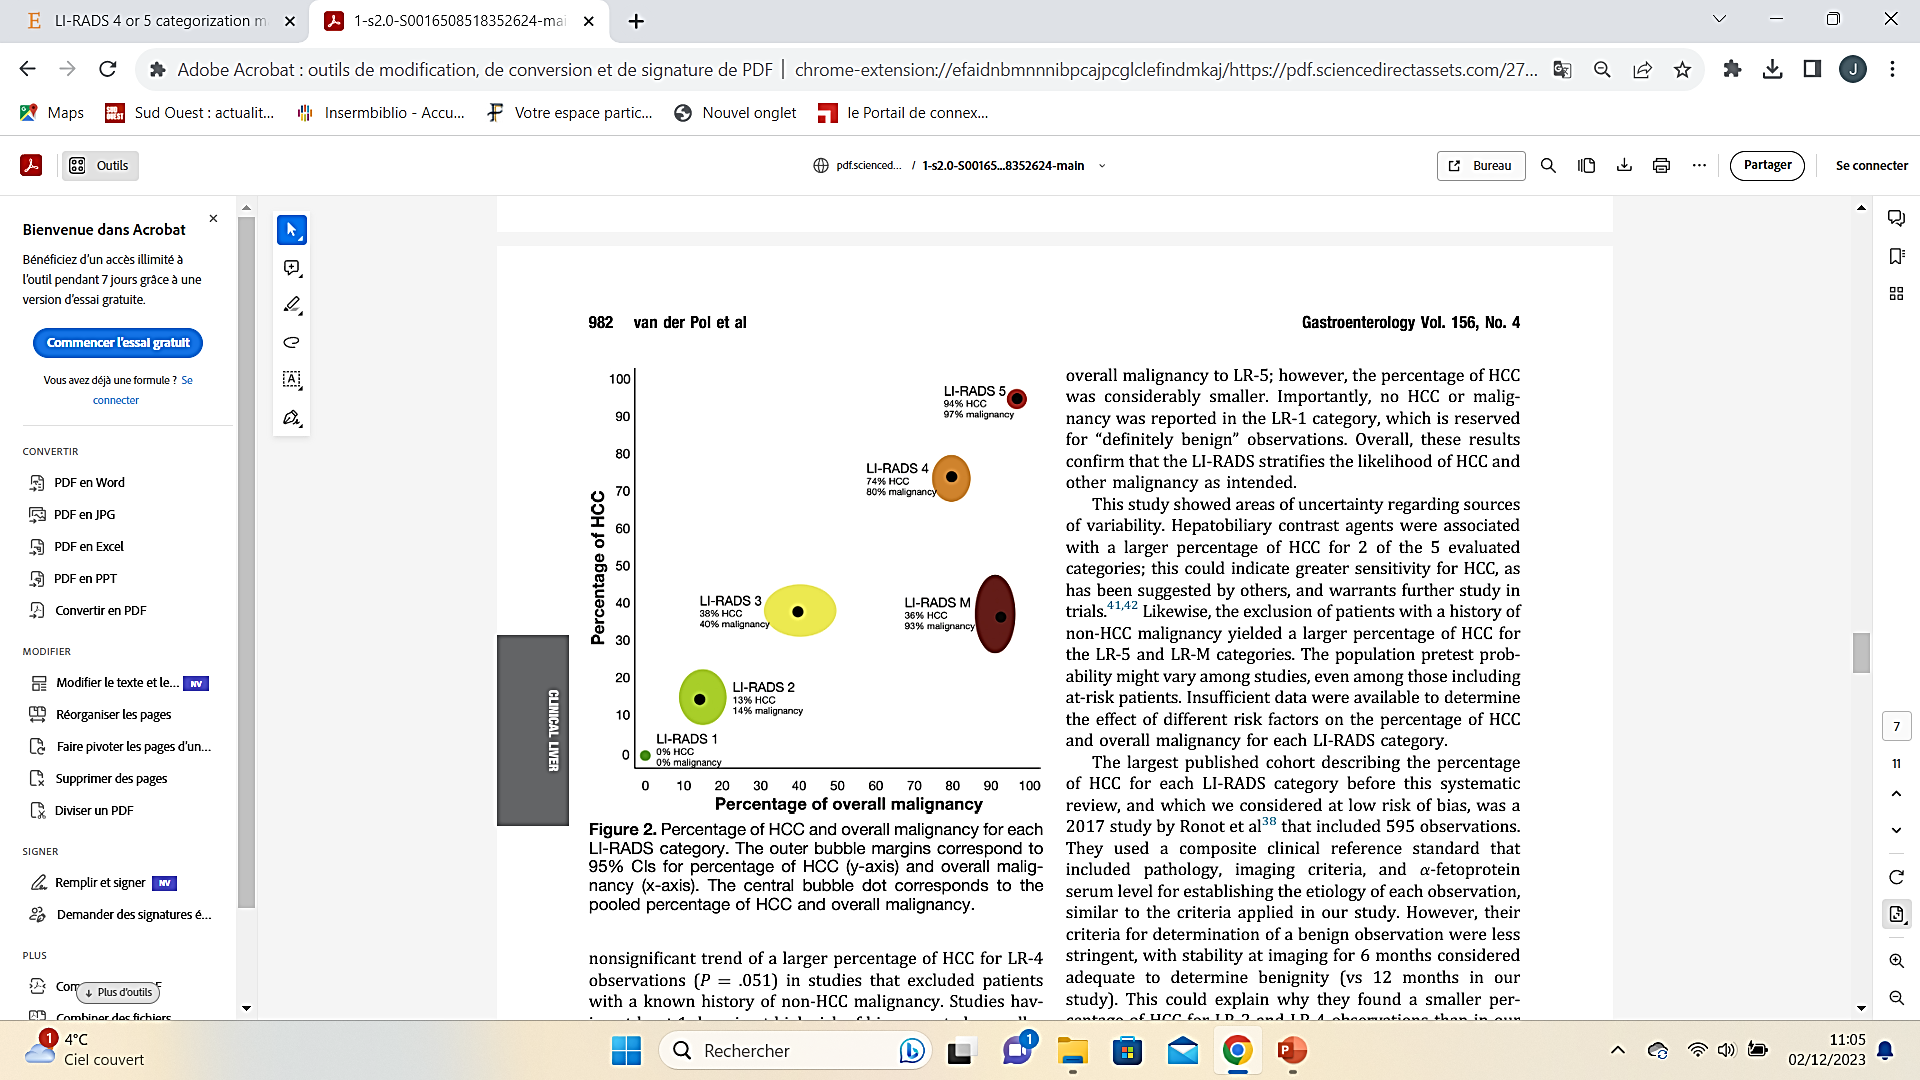 LI-RADS 4 or 5 categorization m
1-s2.0-S0016508518352624-mai
Adobe Acrobat : outils de modification, de conversion et de signature de PDF
chrome-extension://efaidnbmnnnibpcajpcglclefindmkaj/https://pdf.sciencedirectassets.com/27...
J
Maps
Sud Ouest : actualit...
Insermbiblio - Accu...
Votre espace partic...
Nouvel onglet
le Portail de connex...
Outils
pdf.scienced... / 1-s2.0-S00165...8352624-main
Bureau
Partager
Se connecter
Bienvenue dans Acrobat
Bénéficiez d'un accès illimité à
l'outil pendant 7 jours grâce à une
version d'essai gratuite.
Commencer l'essai gratuit
Vous avez déjà une formule ? Se
connecter
CONVERTIR
PDF en Word
PDF en JPG
PDF en Excel
PDF en PPT
Convertir en PDF
MODIFIER
Modifier le texte et le... NV
Réorganiser les pages
Faire pivoter les pages d'un...
Supprimer des pages
Diviser un PDF
SIGNER
Remplir et signer NV
Demander des signatures é...
PLUS
Plus d'outils
Combiner des fichiers
982 van der Pol et al
Gastroenterology Vol. 156, No. 4
CLINICAL LIVER
Percentage of HCC
100
90
80
70
60
50
40
30
20
10
0
LI-RADS 5
94% HCC
97% malignancy
LI-RADS 4
74% HCC
80% malignancy
LI-RADS 3
38% HCC
40% malignancy
LI-RADS M
36% HCC
93% malignancy
LI-RADS 2
13% HCC
14% malignancy
LI-RADS 1
0% HCC
0% malignancy
0 10 20 30 40 50 60 70 80 90 100
Percentage of overall malignancy
Figure 2. Percentage of HCC and overall malignancy for each
LI-RADS category. The outer bubble margins correspond to
95% CIs for percentage of HCC (y-axis) and overall malig-
nancy (x-axis). The central bubble dot corresponds to the
pooled percentage of HCC and overall malignancy.
nonsignificant trend of a larger percentage of HCC for LR-4
observations (P = .051) in studies that excluded patients
with a known history of non-HCC malignancy. Studies hav-
overall malignancy to LR-5; however, the percentage of HCC
was considerably smaller. Importantly, no HCC or malig-
nancy was reported in the LR-1 category, which is reserved
for “definitely benign” observations. Overall, these results
confirm that the LI-RADS stratifies the likelihood of HCC and
other malignancy as intended.
This study showed areas of uncertainty regarding sources
of variability. Hepatobiliary contrast agents were associated
with a larger percentage of HCC for 2 of the 5 evaluated
categories; this could indicate greater sensitivity for HCC, as
has been suggested by others, and warrants further study in
trials.41,42 Likewise, the exclusion of patients with a history of
non-HCC malignancy yielded a larger percentage of HCC for
the LR-5 and LR-M categories. The population pretest prob-
ability might vary among studies, even among those including
at-risk patients. Insufficient data were available to determine
the effect of different risk factors on the percentage of HCC
and overall malignancy for each LI-RADS category.
The largest published cohort describing the percentage
of HCC for each LI-RADS category before this systematic
review, and which we considered at low risk of bias, was a
2017 study by Ronot et al38 that included 595 observations.
They used a composite clinical reference standard that
included pathology, imaging criteria, and α-fetoprotein
serum level for establishing the etiology of each observation,
similar to the criteria applied in our study. However, their
criteria for determination of a benign observation were less
stringent, with stability at imaging for 6 months considered
adequate to determine benignity (vs 12 months in our
study). This could explain why they found a smaller per-
centage of HCC for LR-3 and LR-4 observations than in our
7
11
1
4°C
Ciel couvert
Rechercher
1
11:05
02/12/2023